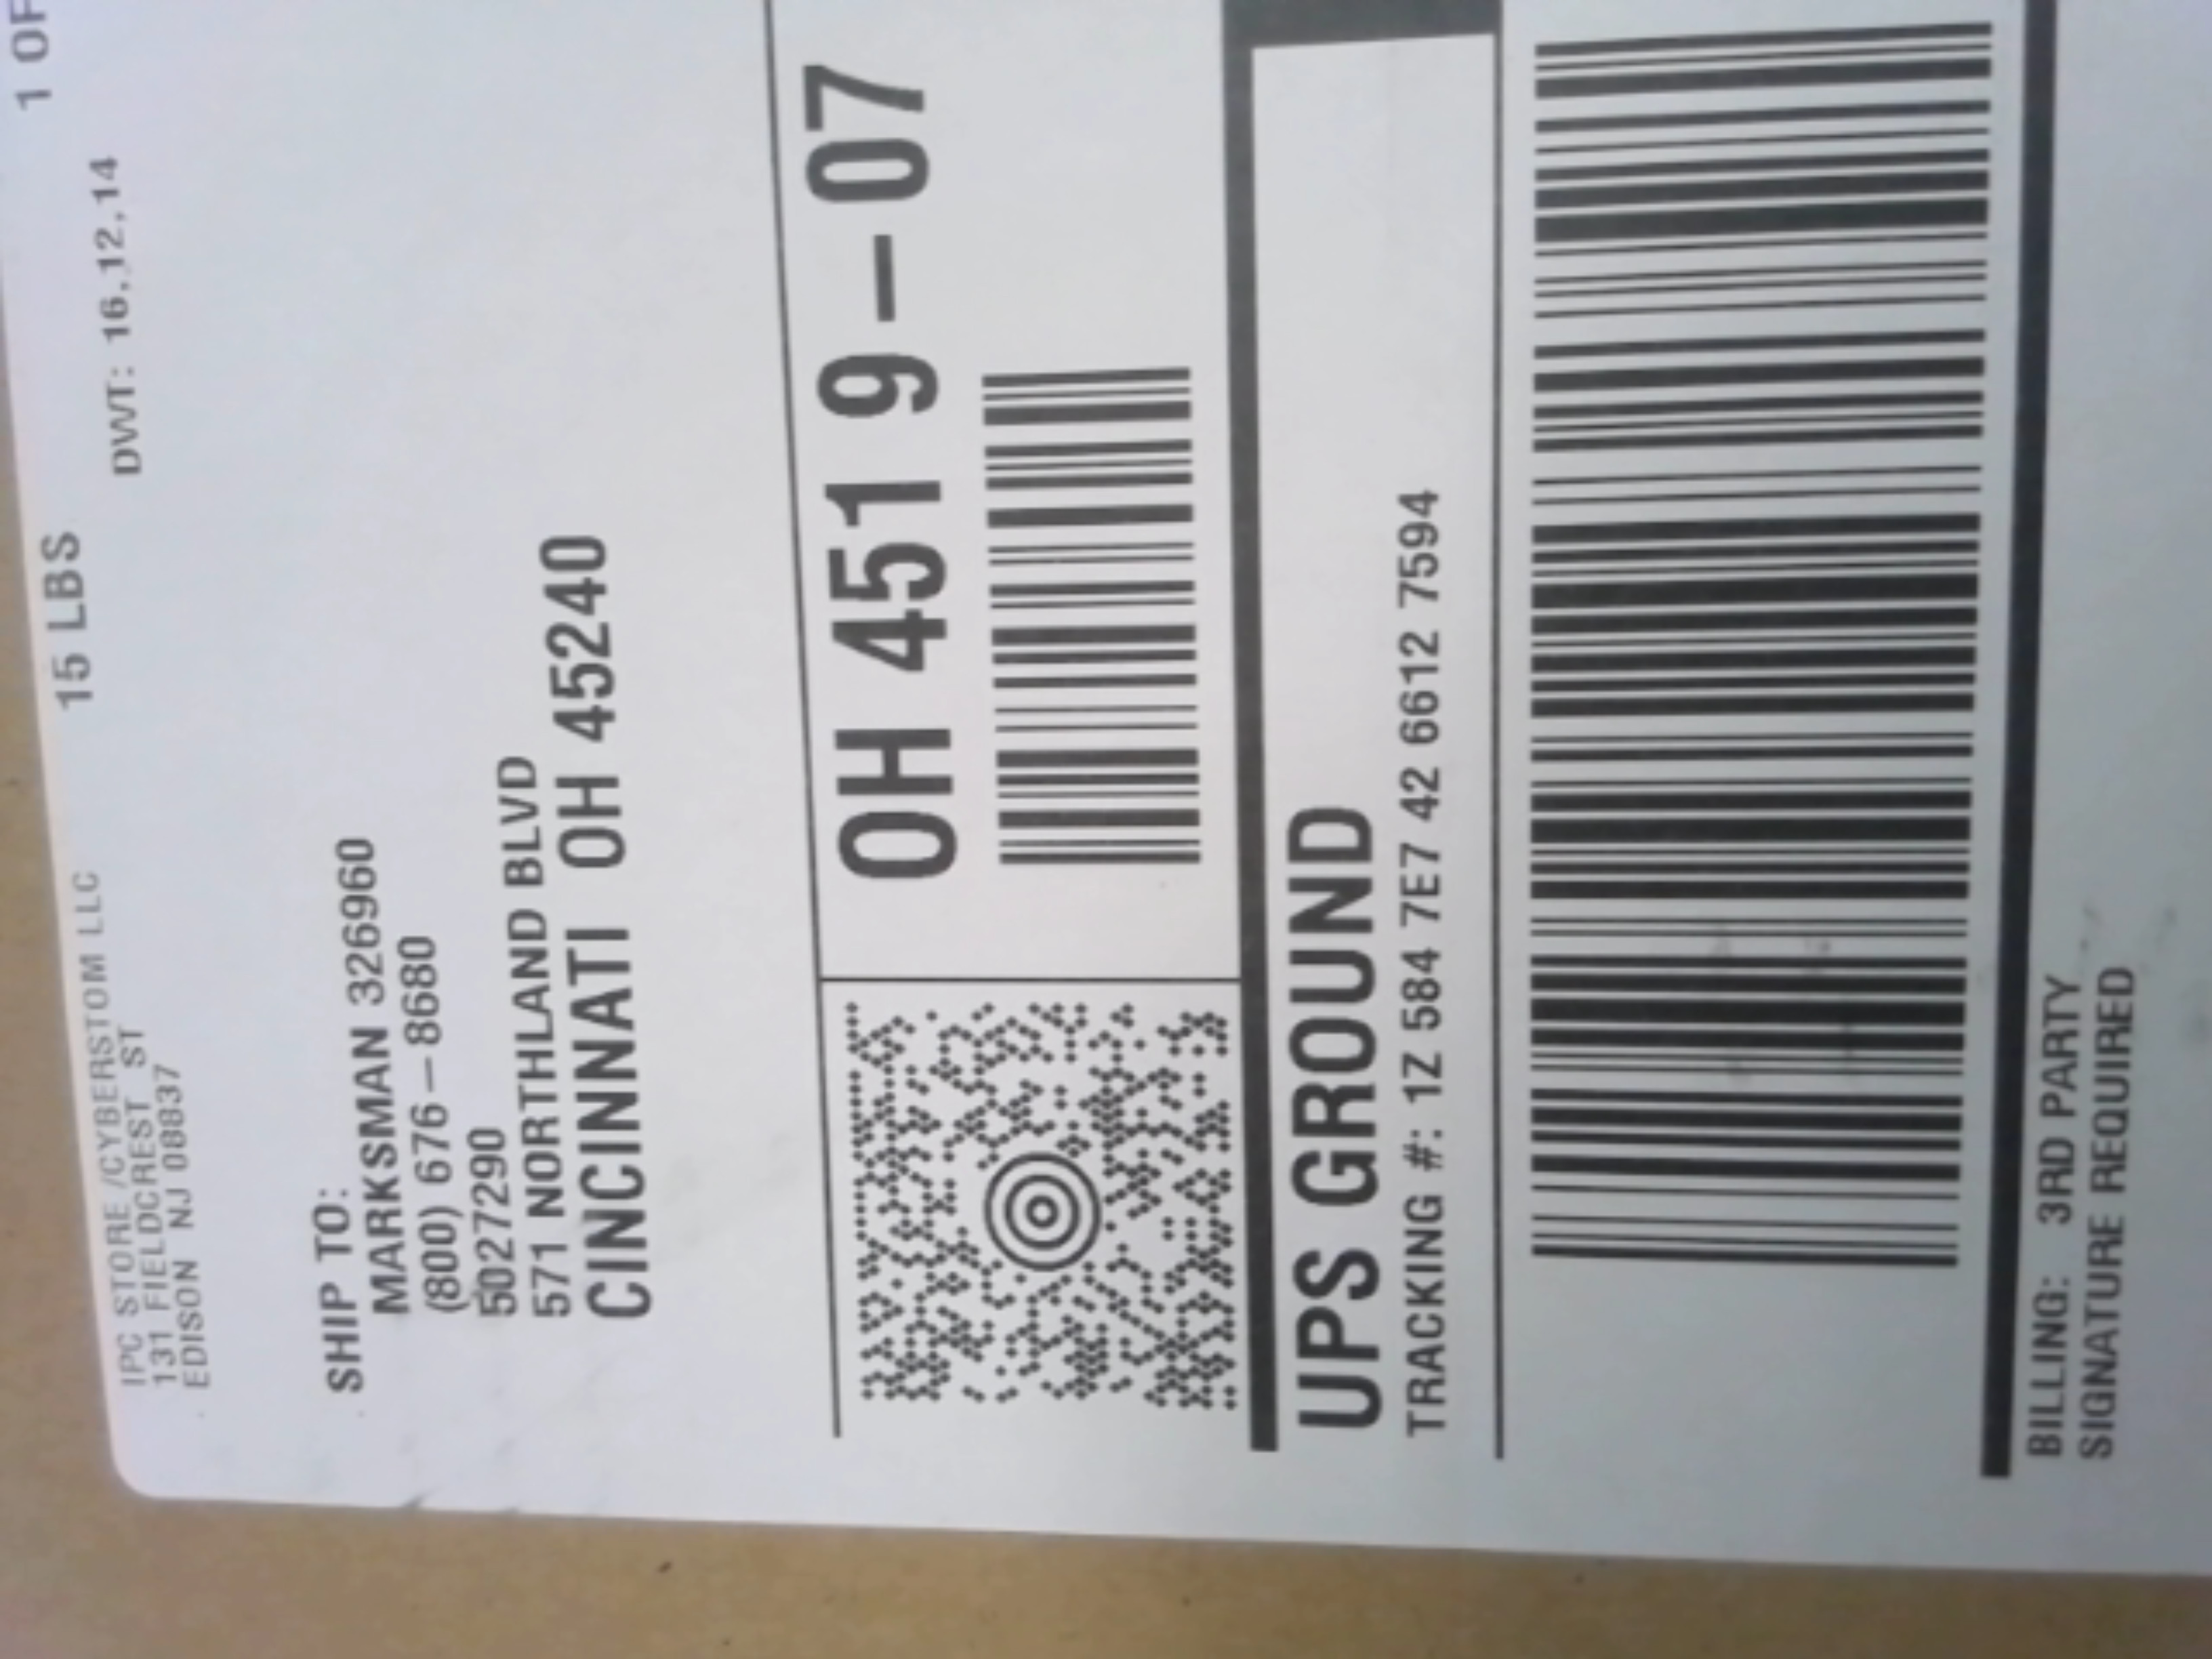 IPC STORE /CYBERSTOM LLC
131 FIELDCREST ST
EDISON NJ 08837
15 LBS
1 OF
DWT: 16,12,14
SHIP TO:
MARKSMAN 326960
(800) 676-8680
5027290
571 NORTHLAND BLVD
CINCINNATI OH 45240
OH 451 9-07
UPS GROUND
TRACKING #: 1Z 584 7E7 42 6612 7594
BILLING: 3RD PARTY
SIGNATURE REQUIRED